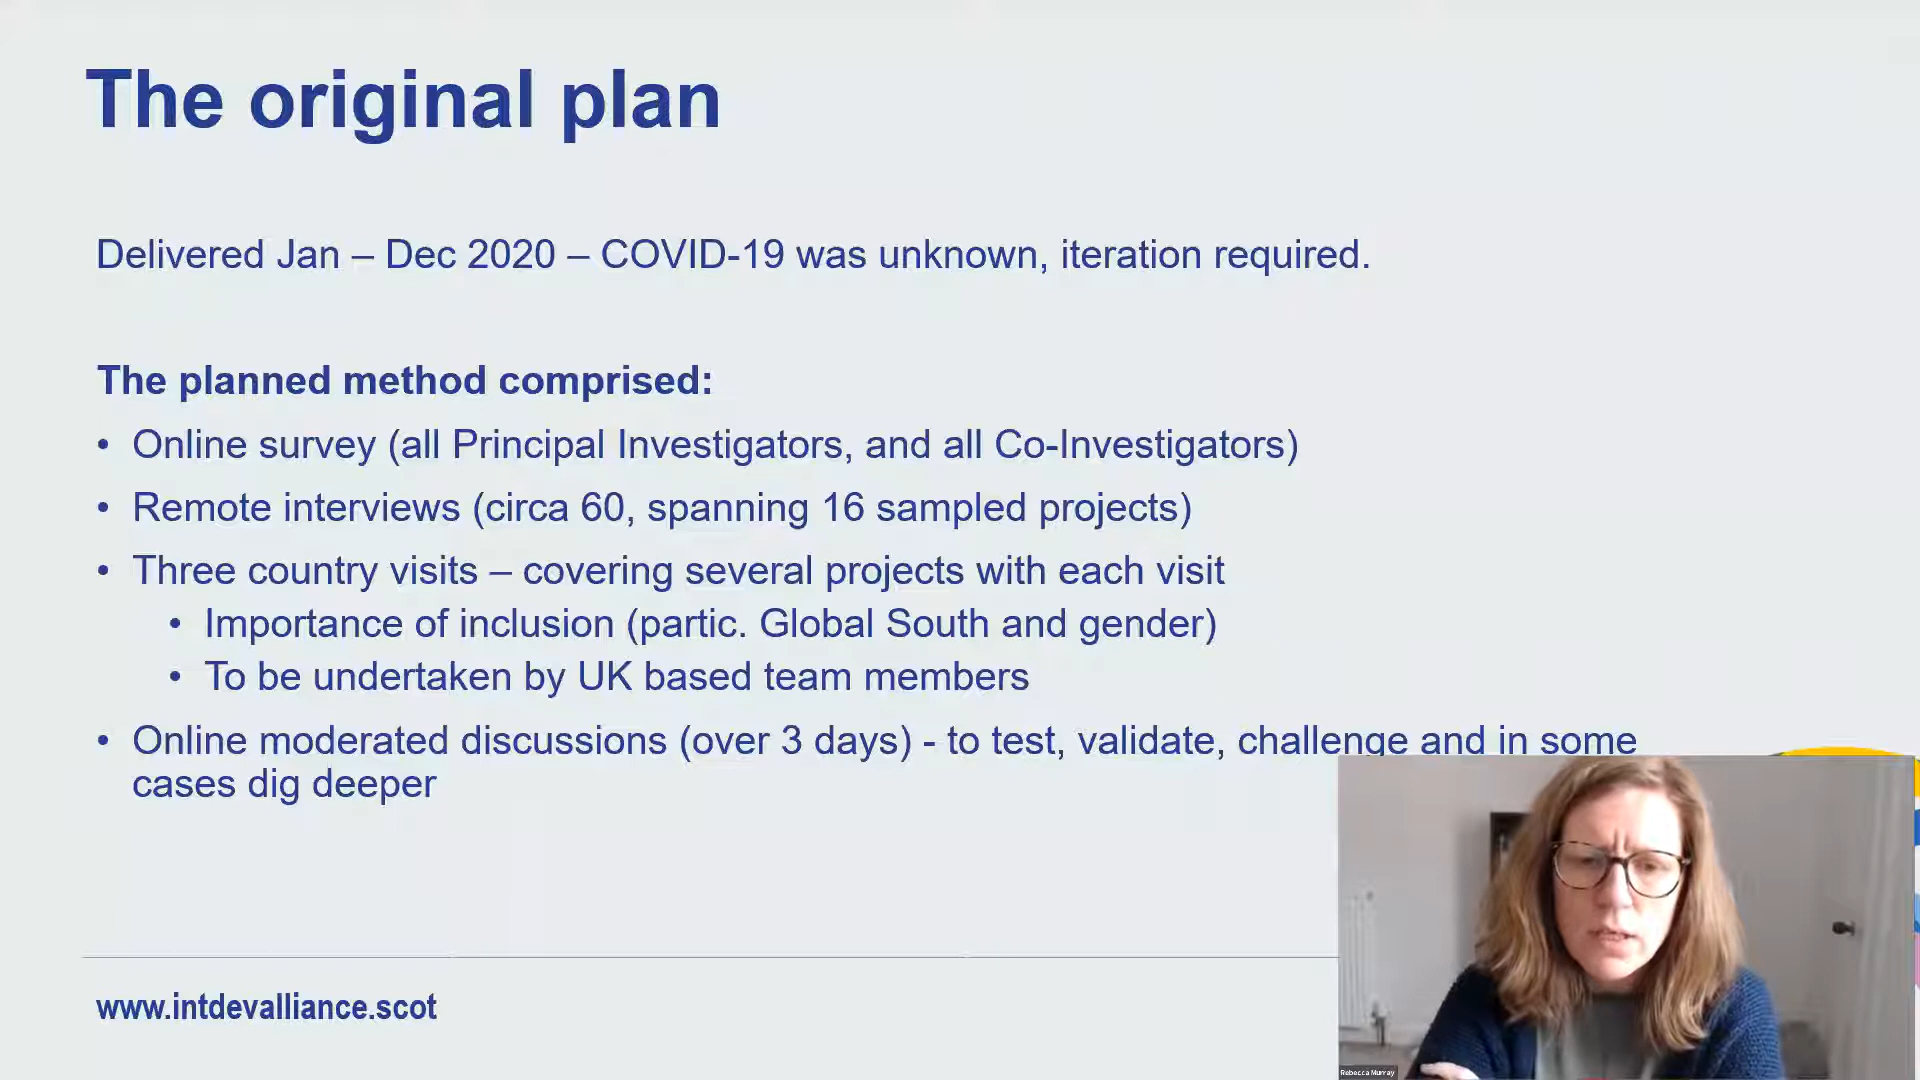 The original plan
Delivered Jan – Dec 2020 – COVID-19 was unknown, iteration required.
The planned method comprised:
• Online survey (all Principal Investigators, and all Co-Investigators)
• Remote interviews (circa 60, spanning 16 sampled projects)
• Three country visits – covering several projects with each visit
• Importance of inclusion (partic. Global South and gender)
• To be undertaken by UK based team members
• Online moderated discussions (over 3 days) - to test, validate, challenge and in some
cases dig deeper
www.intdevalliance.scot
Rebecca Murray